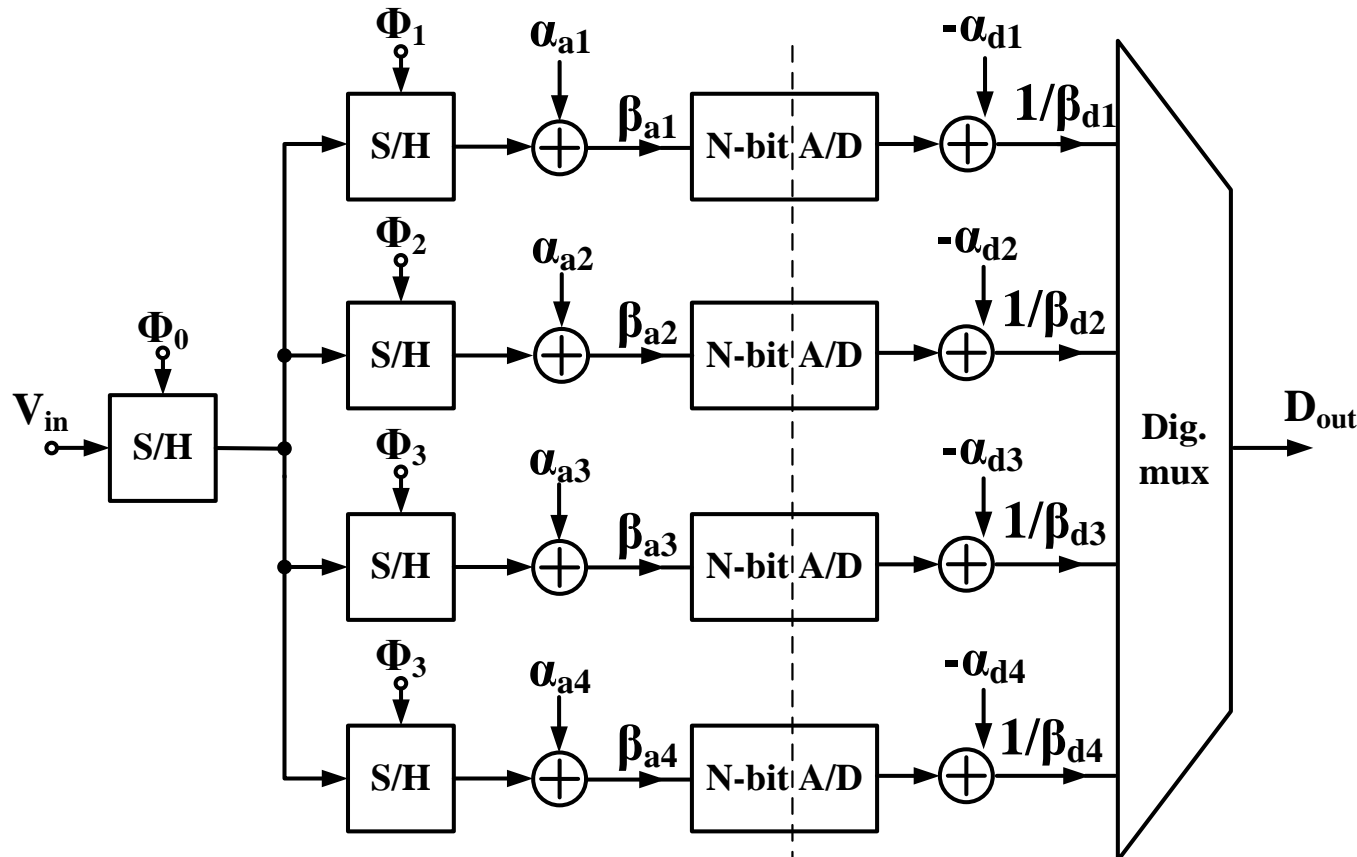 Φ1
αa1
-αd1
S/H
βa1
N-bit A/D
1/βd1
Φ2
αa2
-αd2
S/H
βa2
N-bit A/D
1/βd2
Φ0
Vin
S/H
Φ3
αa3
-αd3
S/H
βa3
N-bit A/D
1/βd3
Dig.
mux
Dout
Φ3
αa4
-αd4
S/H
βa4
N-bit A/D
1/βd4